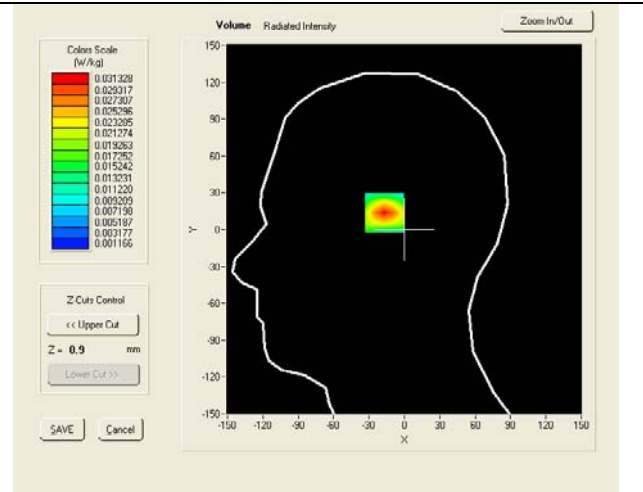 Volume Radiated Intensity
Zoom In/Out
Colors Scale
(W/kg)
0.031328
0.029317
0.027307
0.025296
0.023205
0.021274
0.019263
0.017252
0.015242
0.013231
0.011220
0.009209
0.007198
0.005187
0.003177
0.001166
Z Cuts Control
<< Upper Cut
Z = 0.9 mm
Lower Cut >>
SAVE Cancel
150
120
90
60
30
0
-30
-60
-90
-120
-150
Y
-150 -120 -90 -60 -30 0 30 60 90 120 150
X